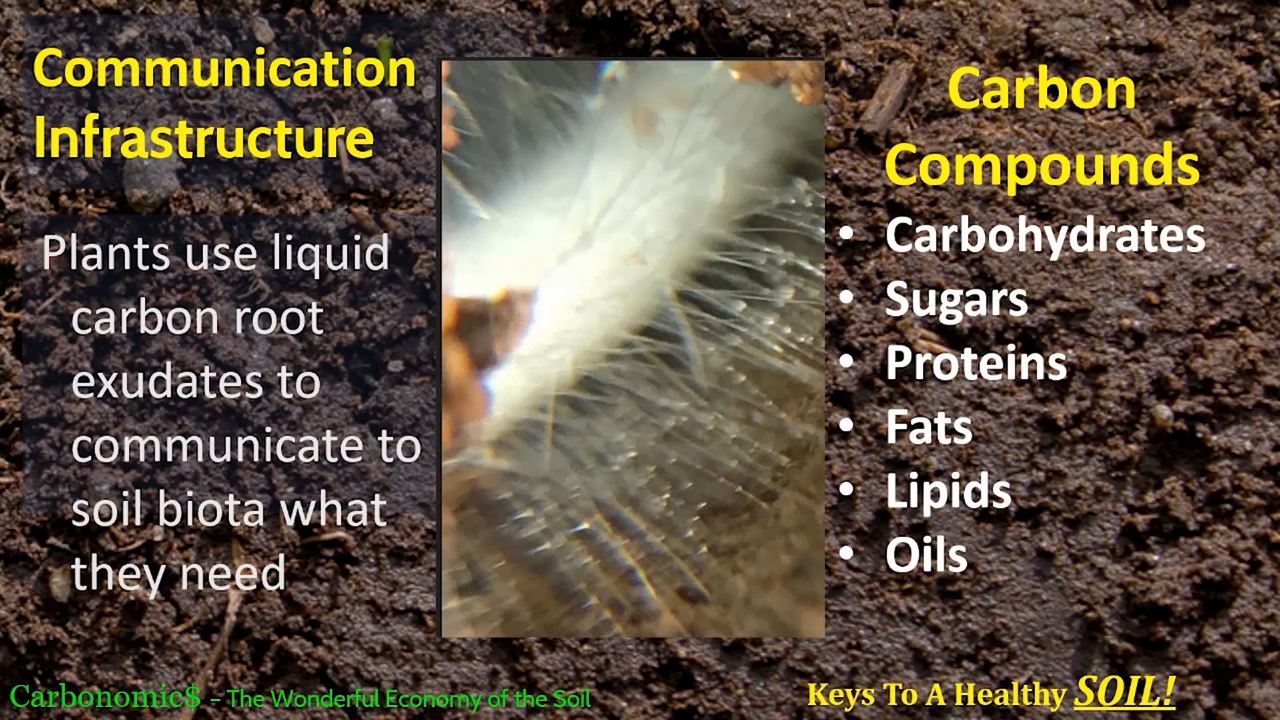 Communication
Infrastructure
Plants use liquid
carbon root
exudates to
communicate to
soil biota what
they need
Carbon
Compounds
• Carbohydrates
• Sugars
• Proteins
• Fats
• Lipids
• Oils
Carbonomic$ – The Wonderful Economy of the Soil
Keys To A Healthy SOIL!